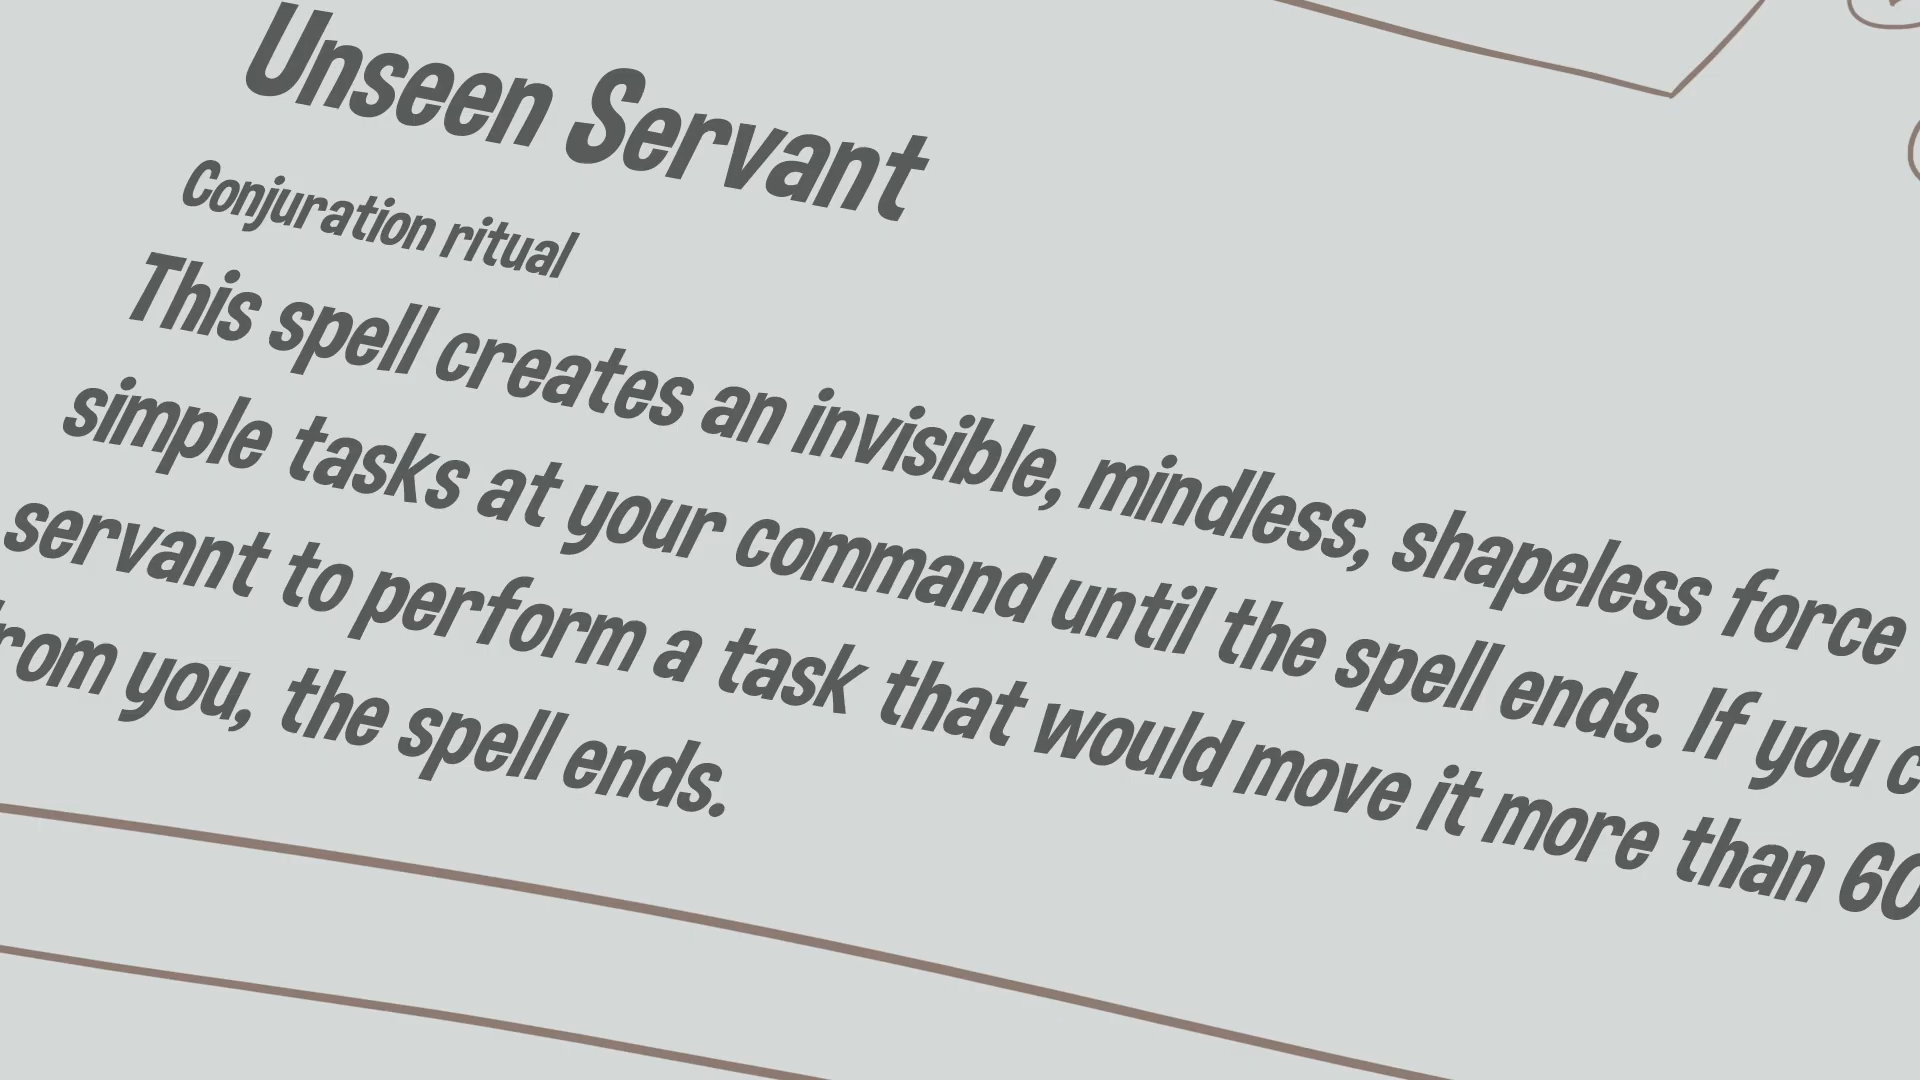 Unseen Servant
Conjuration ritual
This spell creates an invisible, mindless, shapeless force
simple tasks at your command until the spell ends. If you c
servant to perform a task that would move it more than 60
rom you, the spell ends.